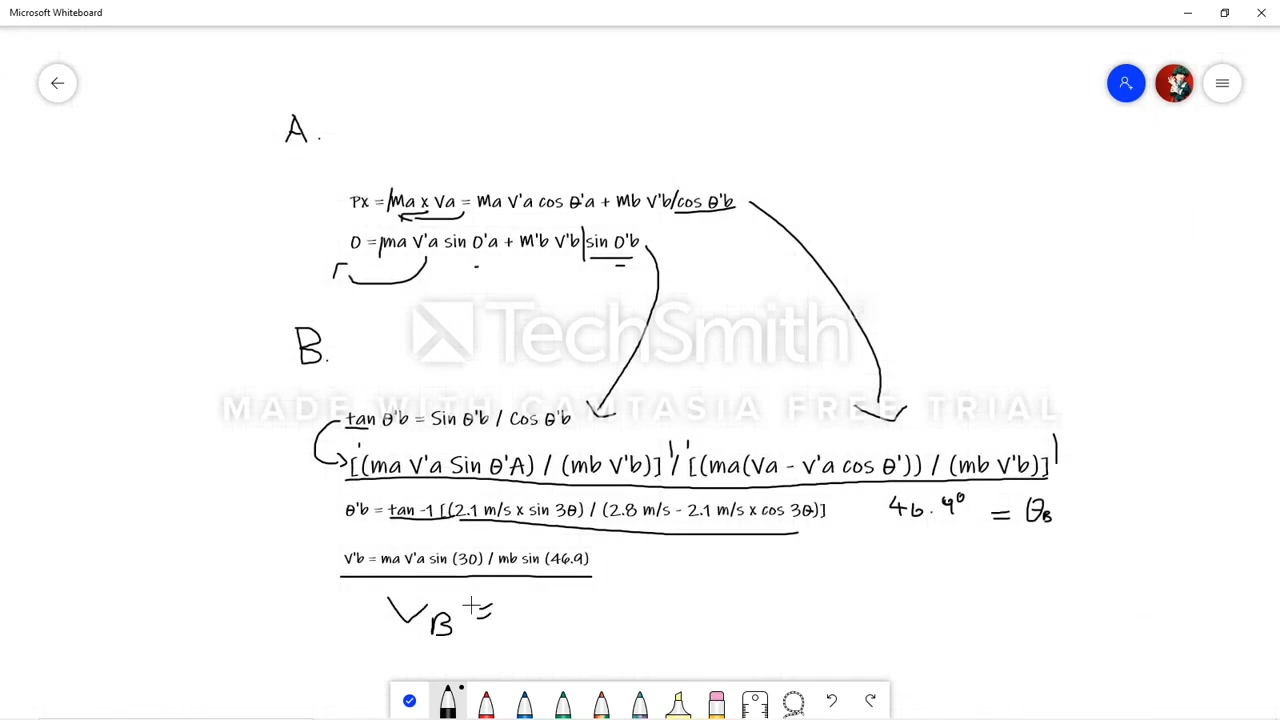 Microsoft Whiteboard
A.
Px = Ma x Va = Ma V'a cos θ'a + Mb V'b/cos θ'b
0 = Ma V'a sin θ'a + M'b V'b sin θ'b
TechSmith
MADE WITH CAMTASIA FREE TRIAL
B.
tan θ'b = Sin θ'b / Cos θ'b
[(ma V'a Sin θ'A) / (mb V'b)] / [(ma(Va - v'a cos θ')) / (mb V'b)]
θ'b = tan -1 [(2.1 m/s x sin 3θ) / (2.8 m/s - 2.1 m/s x cos 3θ)]
46.9° = θB
V'b = ma V'a sin (30) / mb sin (46.9)
VB =